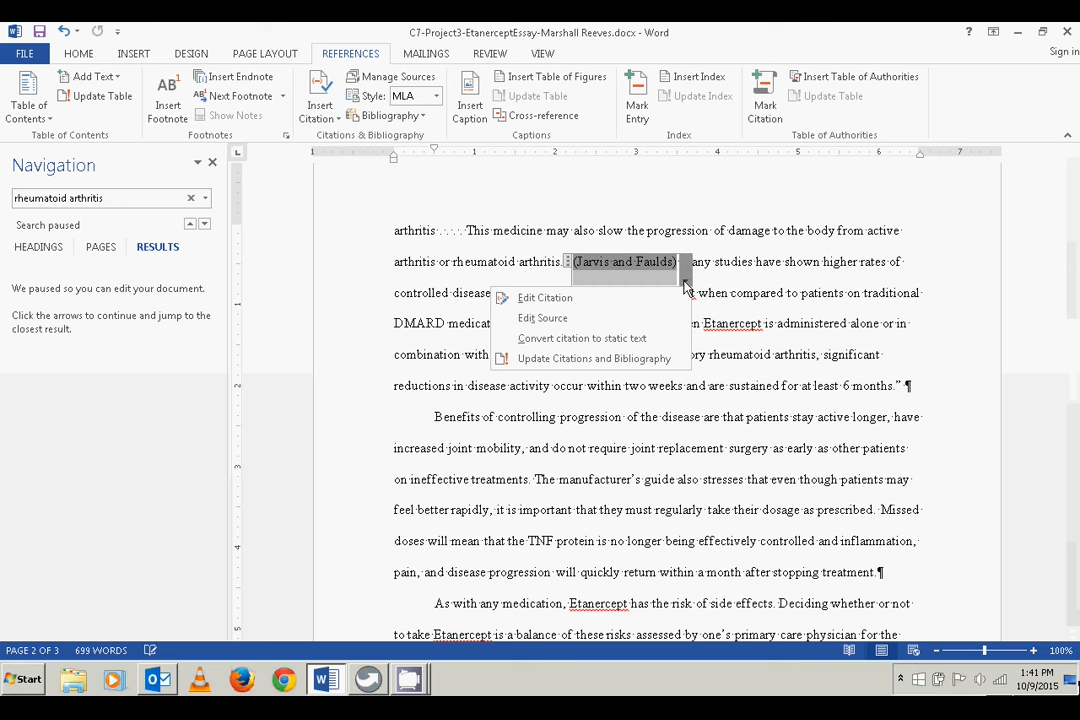 C7-Project3-EtanerceptEssay-Marshall Reeves.docx - Word
FILE HOME INSERT DESIGN PAGE LAYOUT REFERENCES MAILINGS REVIEW VIEW Sign in
Table of Contents
Add Text
Update Table
Table of Contents
AB¹
Insert Footnote
Insert Endnote
Next Footnote
Show Notes
Footnotes
Insert Citation
Manage Sources
Style: MLA
Bibliography
Citations & Bibliography
Insert Caption
Insert Table of Figures
Update Table
Cross-reference
Captions
Mark Entry
Insert Index
Update Index
Index
Mark Citation
Insert Table of Authorities
Update Table
Table of Authorities
Navigation
rheumatoid arthritis
Search paused
HEADINGS PAGES RESULTS
We paused so you can edit your document.
Click the arrows to continue and jump to the
closest result.
1 1 2 3 4 5 6 7
arthritis . . . . This medicine may also slow the progression of damage to the body from active
arthritis or rheumatoid arthritis. (Jarvis and Faulds) any studies have shown higher rates of
controlled disease when compared to patients on traditional
DMARD medicat Etanercept is administered alone or in
combination with ry rheumatoid arthritis, significant
reductions in disease activity occur within two weeks and are sustained for at least 6 months.” ¶
Edit Citation
Edit Source
Convert citation to static text
Update Citations and Bibliography
Benefits of controlling progression of the disease are that patients stay active longer, have
increased joint mobility, and do not require joint replacement surgery as early as other patients
on ineffective treatments. The manufacturer’s guide also stresses that even though patients may
feel better rapidly, it is important that they must regularly take their dosage as prescribed. Missed
doses will mean that the TNF protein is no longer being effectively controlled and inflammation,
pain, and disease progression will quickly return within a month after stopping treatment.¶
As with any medication, Etanercept has the risk of side effects. Deciding whether or not
to take Etanercept is a balance of these risks assessed by one’s primary care physician for the
1
2
3
4
5
PAGE 2 OF 3 699 WORDS 100%
Start
1:41 PM
10/9/2015